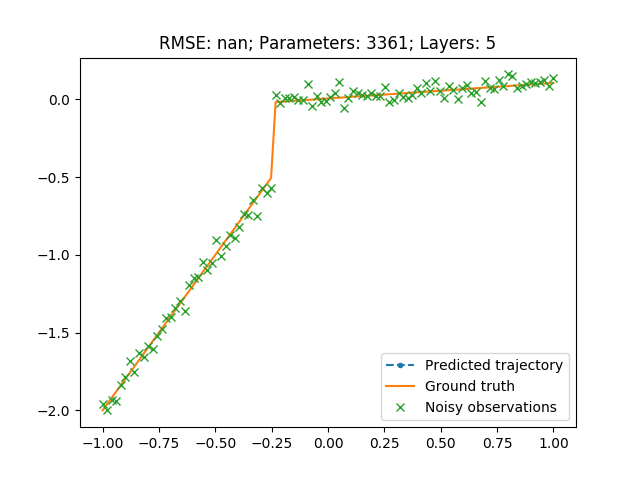 RMSE: nan; Parameters: 3361; Layers: 5
0.0
−0.5
−1.0
−1.5
−2.0
Predicted trajectory
Ground truth
Noisy observations
−1.00 −0.75 −0.50 −0.25 0.00 0.25 0.50 0.75 1.00